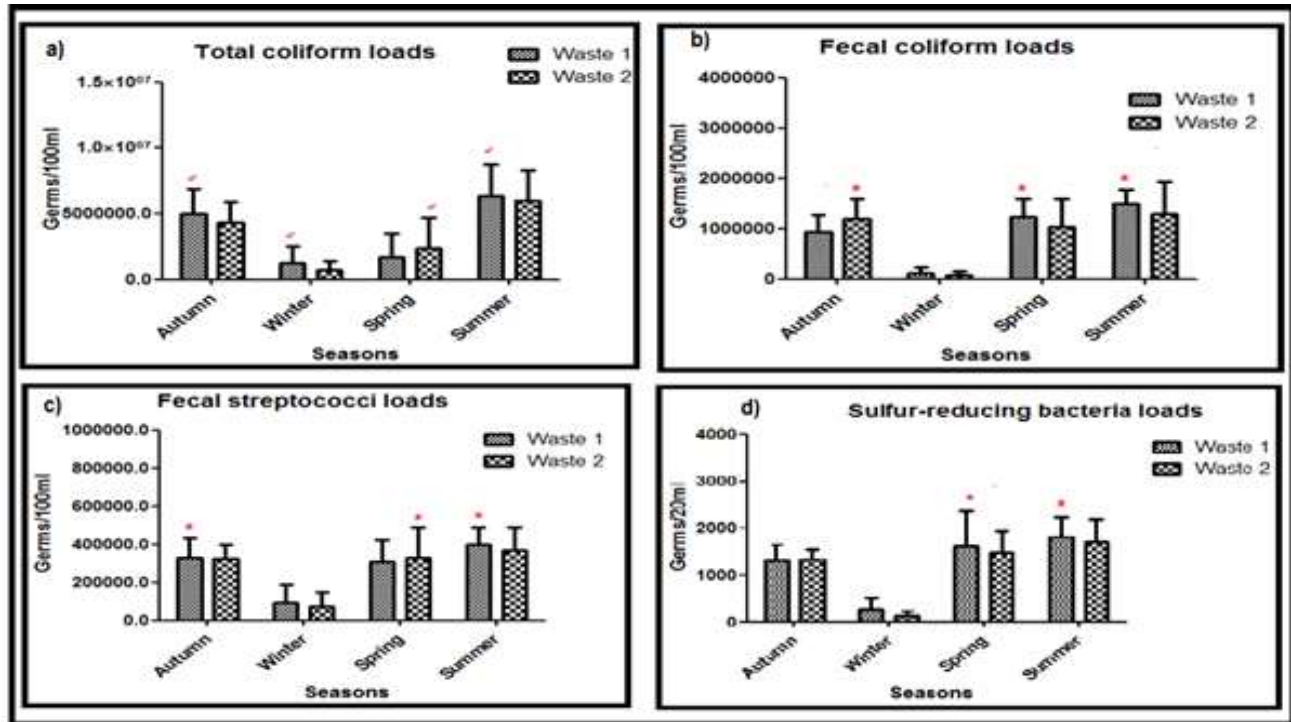 a)
Total coliform loads
Waste 1
Waste 2
Germs/100ml
1.5×10⁰⁷
1.0×10⁰⁷
5000000.0
0.0
Autumn
Winter
Spring
Summer
Seasons
b)
Fecal coliform loads
Waste 1
Waste 2
Germs/100ml
4000000
3000000
2000000
1000000
0
Autumn
Winter
Spring
Summer
Seasons
c)
Fecal streptococci loads
Waste 1
Waste 2
Germs/100ml
1000000.0
800000.0
600000.0
400000.0
200000.0
0.0
Autumn
Winter
Spring
Summer
Seasons
d)
Sulfur-reducing bacteria loads
Waste 1
Waste 2
Germs/20ml
4000
3000
2000
1000
0
Autumn
Winter
Spring
Summer
Seasons